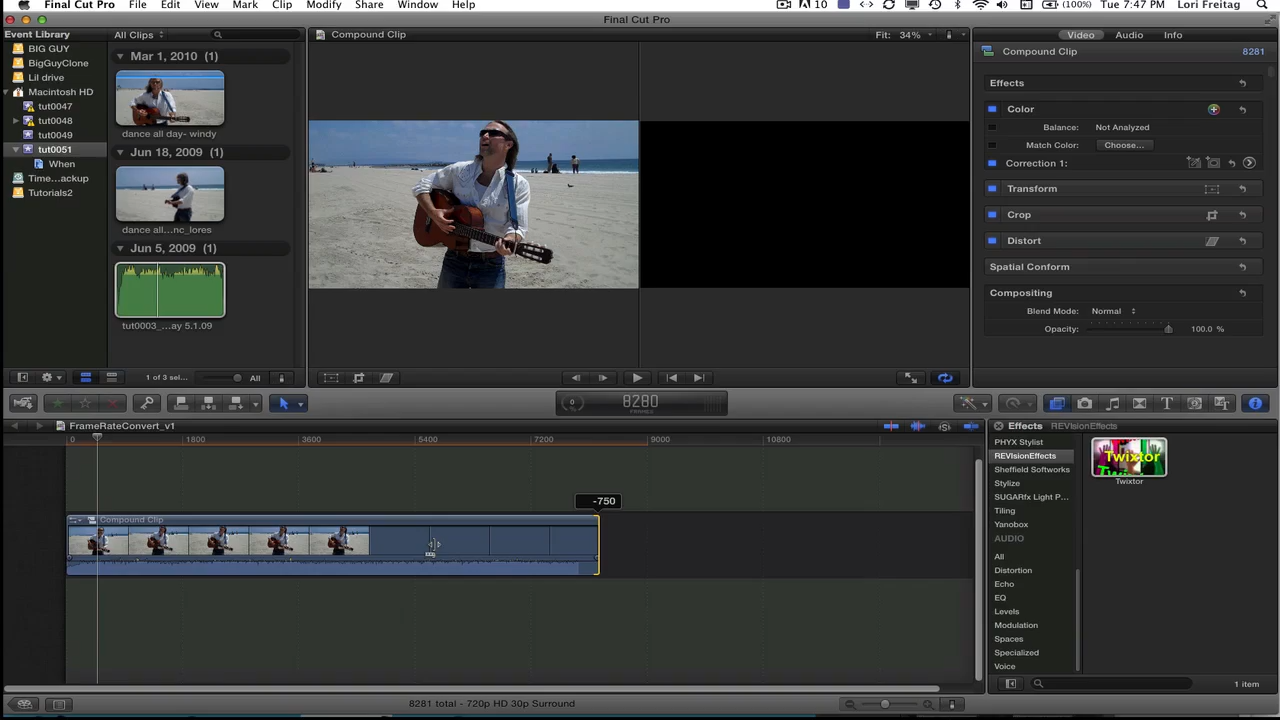 Final Cut Pro File Edit View Mark Clip Modify Share Window Help 10 (100%) Tue 7:47 PM Lori Freitag
Final Cut Pro
Event Library
BIG GUY
BigGuyClone
Lil drive
Macintosh HD
tut0047
tut0048
tut0049
tut0051
When
Time...ackup
Tutorials2
All Clips
Mar 1, 2010 (1)
dance all day- windy
Jun 18, 2009 (1)
dance all...nc_lores
Jun 5, 2009 (1)
tut0003_...ay 5.1.09
1 of 3 sel... All
Compound Clip Fit: 34%
Video Audio Info
Compound Clip 8281
Effects
Color
Balance: Not Analyzed
Match Color: Choose...
Correction 1:
Transform
Crop
Distort
Spatial Conform
Compositing
Blend Mode: Normal
Opacity: 100.0 %
8280
FRAMES
FrameRateConvert_v1
0 1800 3600 5400 7200 9000 10800
-750
Compound Clip
Effects REVisionEffects
PHYX Stylist
REVisionEffects
Sheffield Softworks
Stylize
SUGARfx Light P...
Tiling
Yanobox
AUDIO
All
Distortion
Echo
EQ
Levels
Modulation
Spaces
Specialized
Voice
Twixtor
Twixtor
1 item
8281 total - 720p HD 30p Surround